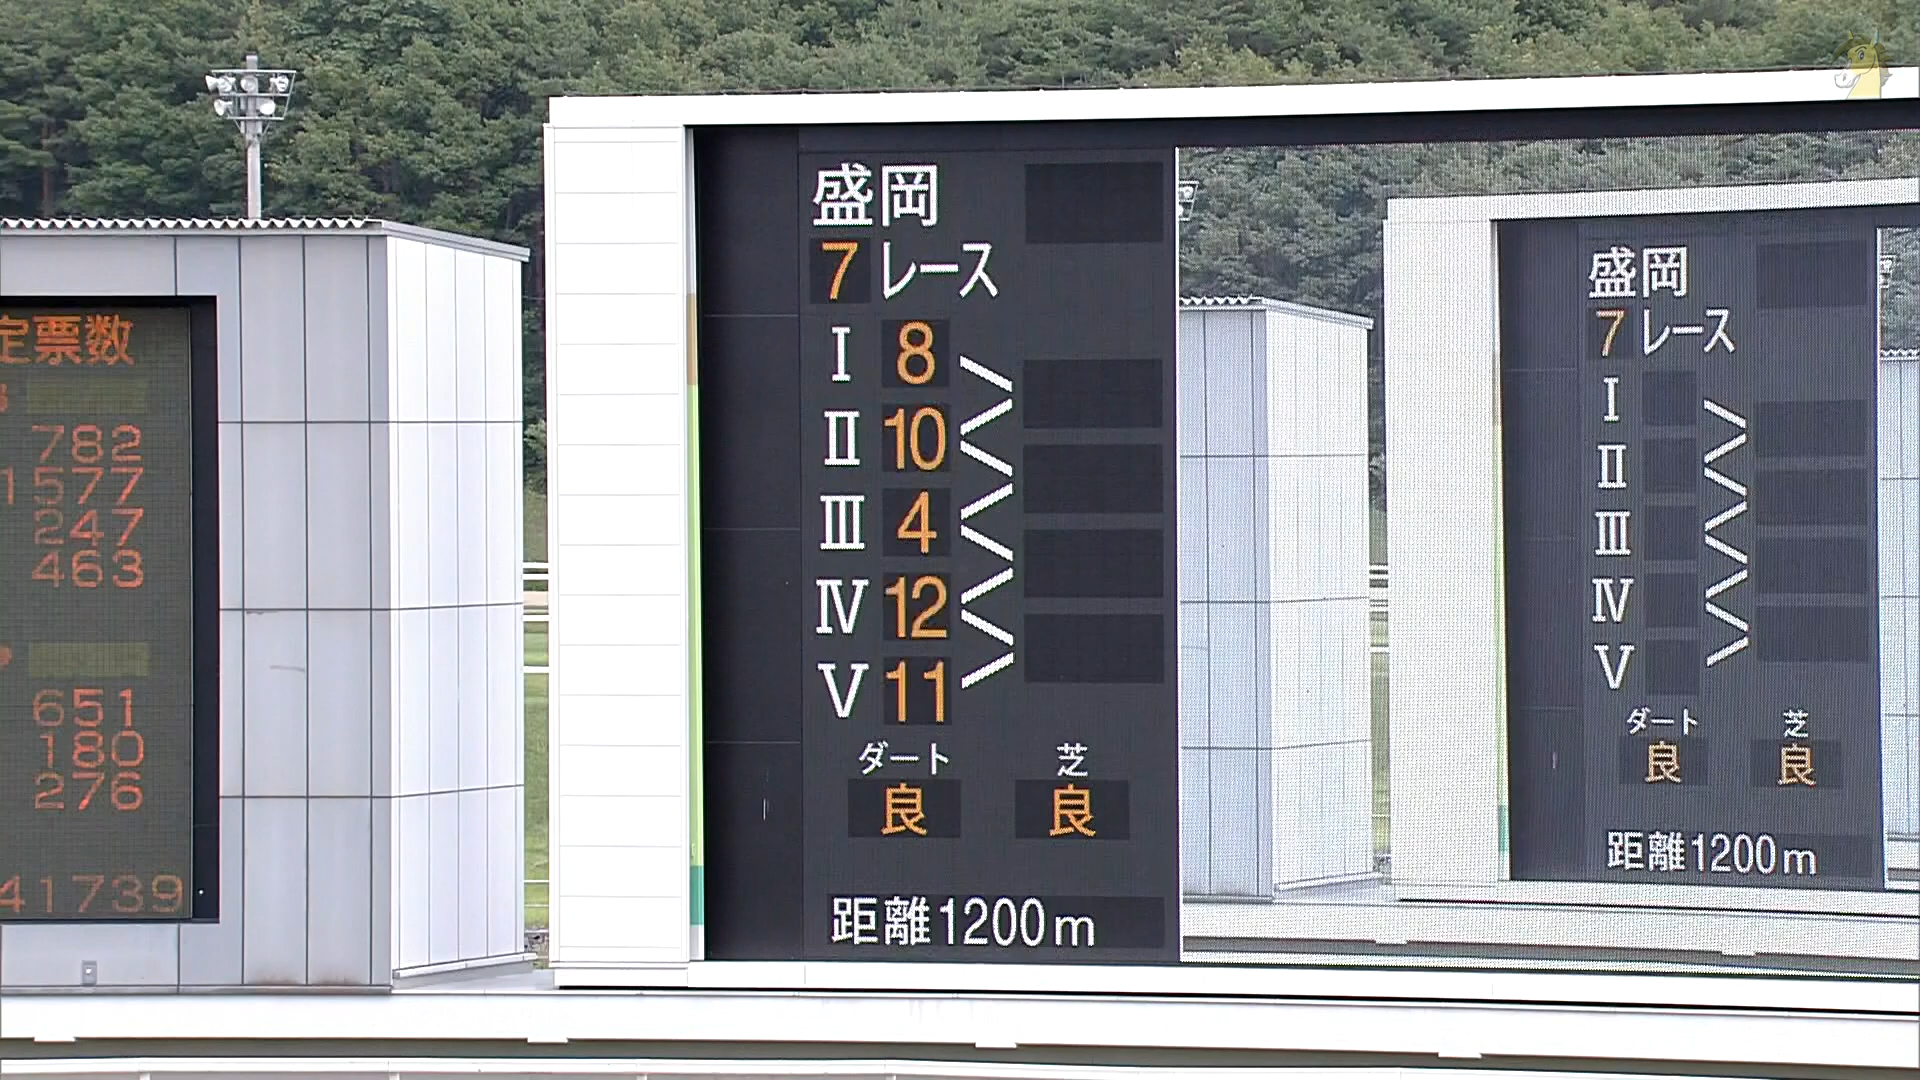 定票数
782
1577
247
463
651
180
276
41739
盛岡
7 レース
Ⅰ 8
Ⅱ 10
Ⅲ 4
Ⅳ 12
Ⅴ 11
ダート 芝
良 良
距離1200m
盛岡
7 レース
Ⅰ
Ⅱ
Ⅲ
Ⅳ
Ⅴ
ダート 芝
良 良
距離1200m